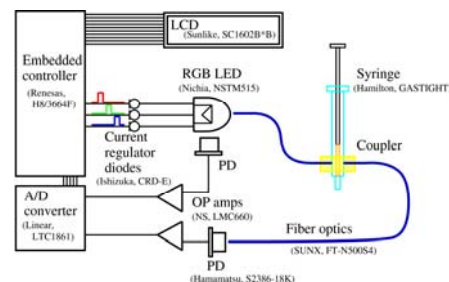 LCD
(Sunlike, SC1602B*B)
Embedded
controller
(Renesas,
H8/3664F)
RGB LED
(Nichia, NSTM515)
Syringe
(Hamilton, GASTIGHT)
Current
regulator
diodes
(Ishizuka, CRD-E)
PD
Coupler
A/D
converter
(Linear,
LTC1861)
OP amps
(NS, LMC660)
Fiber optics
(SUNX, FT-N500S4)
PD
(Hamamatsu, S2386-18K)